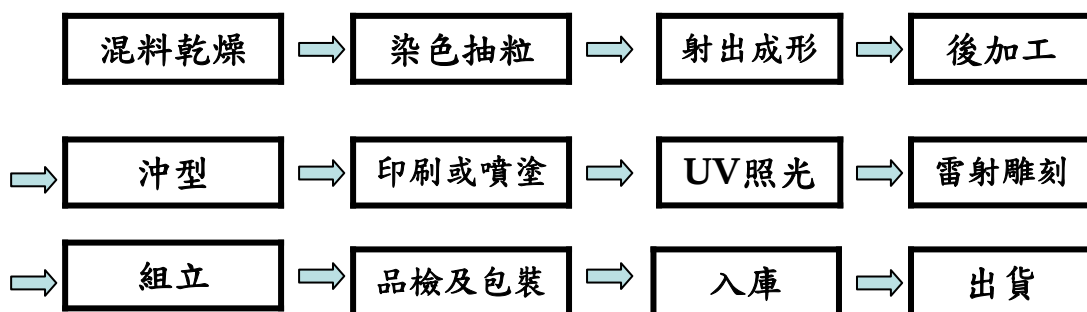 混料乾燥 染色抽粒 射出成形 後加工
沖型 印刷或噴塗 UV照光 雷射雕刻
組立 品檢及包裝 入庫 出貨